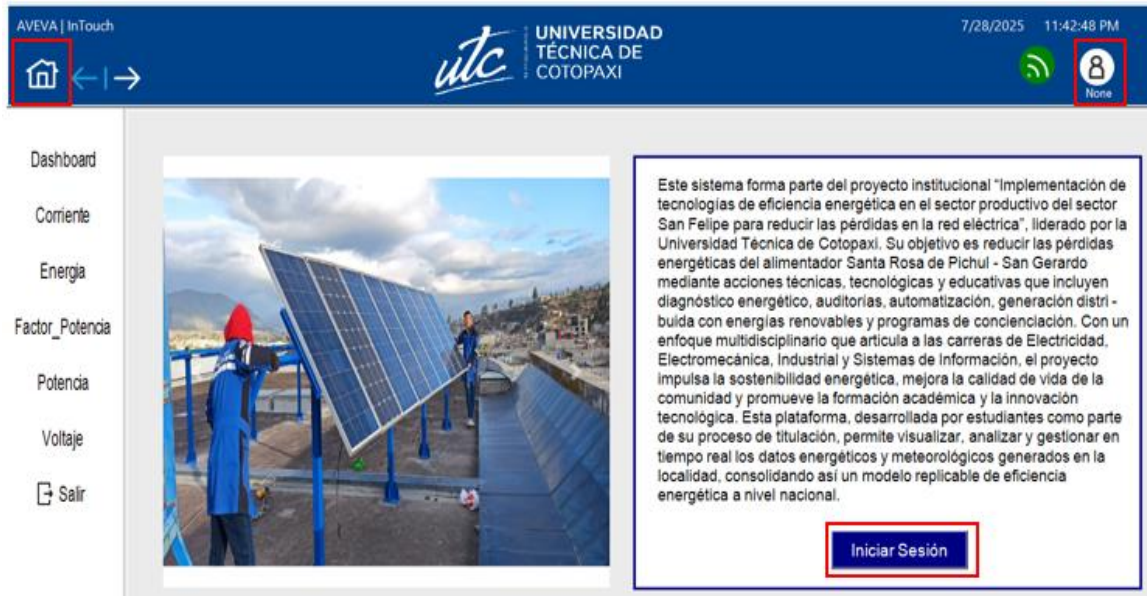 AVEVA | InTouch
utc
UNIVERSIDAD
TÉCNICA DE
COTOPAXI
7/28/2025 11:42:48 PM
None
Dashboard
Corriente
Energia
Factor_Potencia
Potencia
Voltaje
Salir
Este sistema forma parte del proyecto institucional "Implementación de
tecnologías de eficiencia energética en el sector productivo del sector
San Felipe para reducir las pérdidas en la red eléctrica", liderado por la
Universidad Técnica de Cotopaxi. Su objetivo es reducir las pérdidas
energéticas del alimentador Santa Rosa de Pichul - San Gerardo
mediante acciones técnicas, tecnológicas y educativas que incluyen
diagnóstico energético, auditorías, automatización, generación distri -
buida con energías renovables y programas de concienciación. Con un
enfoque multidisciplinario que articula a las carreras de Electricidad,
Electromecánica, Industrial y Sistemas de Información, el proyecto
impulsa la sostenibilidad energética, mejora la calidad de vida de la
comunidad y promueve la formación académica y la innovación
tecnológica. Esta plataforma, desarrollada por estudiantes como parte
de su proceso de titulación, permite visualizar, analizar y gestionar en
tiempo real los datos energéticos y meteorológicos generados en la
localidad, consolidando así un modelo replicable de eficiencia
energética a nivel nacional.
Iniciar Sesión